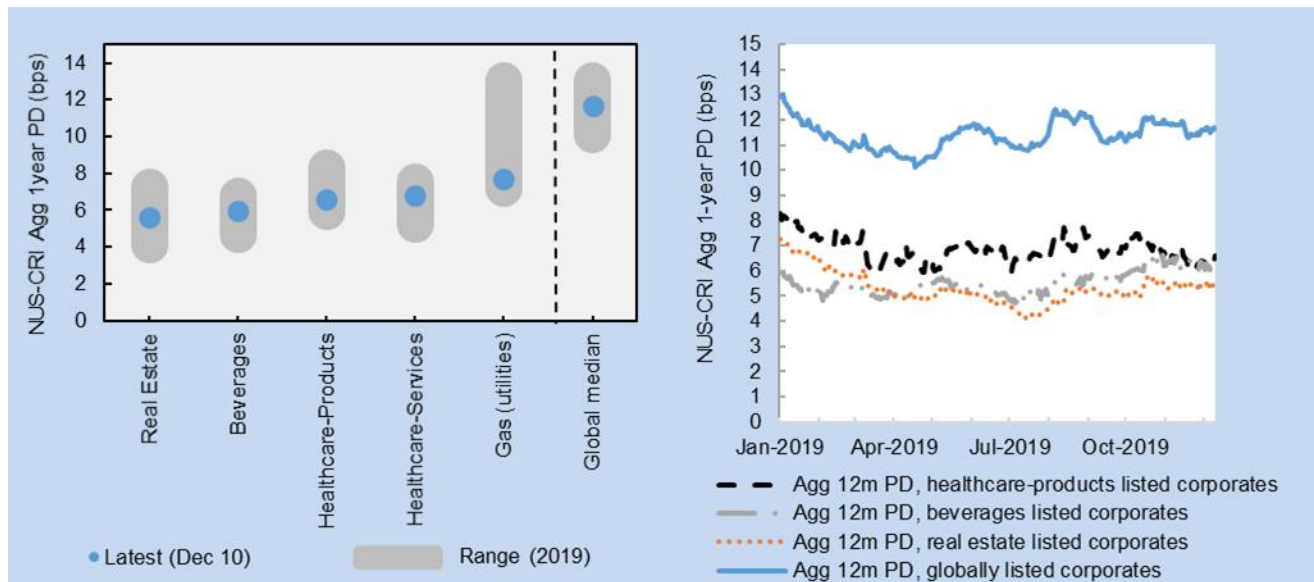 NUS-CRI Agg 1year PD (bps)
14
12
10
8
6
4
2
0
Real Estate
Beverages
Healthcare-Products
Healthcare-Services
Gas (utilities)
Global median
Latest (Dec 10)
Range (2019)
NUS-CRI Agg 1-year PD (bps)
15
14
13
12
11
10
9
8
7
6
5
4
3
2
1
0
Jan-2019 Apr-2019 Jul-2019 Oct-2019
Agg 12m PD, healthcare-products listed corporates
Agg 12m PD, beverages listed corporates
Agg 12m PD, real estate listed corporates
Agg 12m PD, globally listed corporates